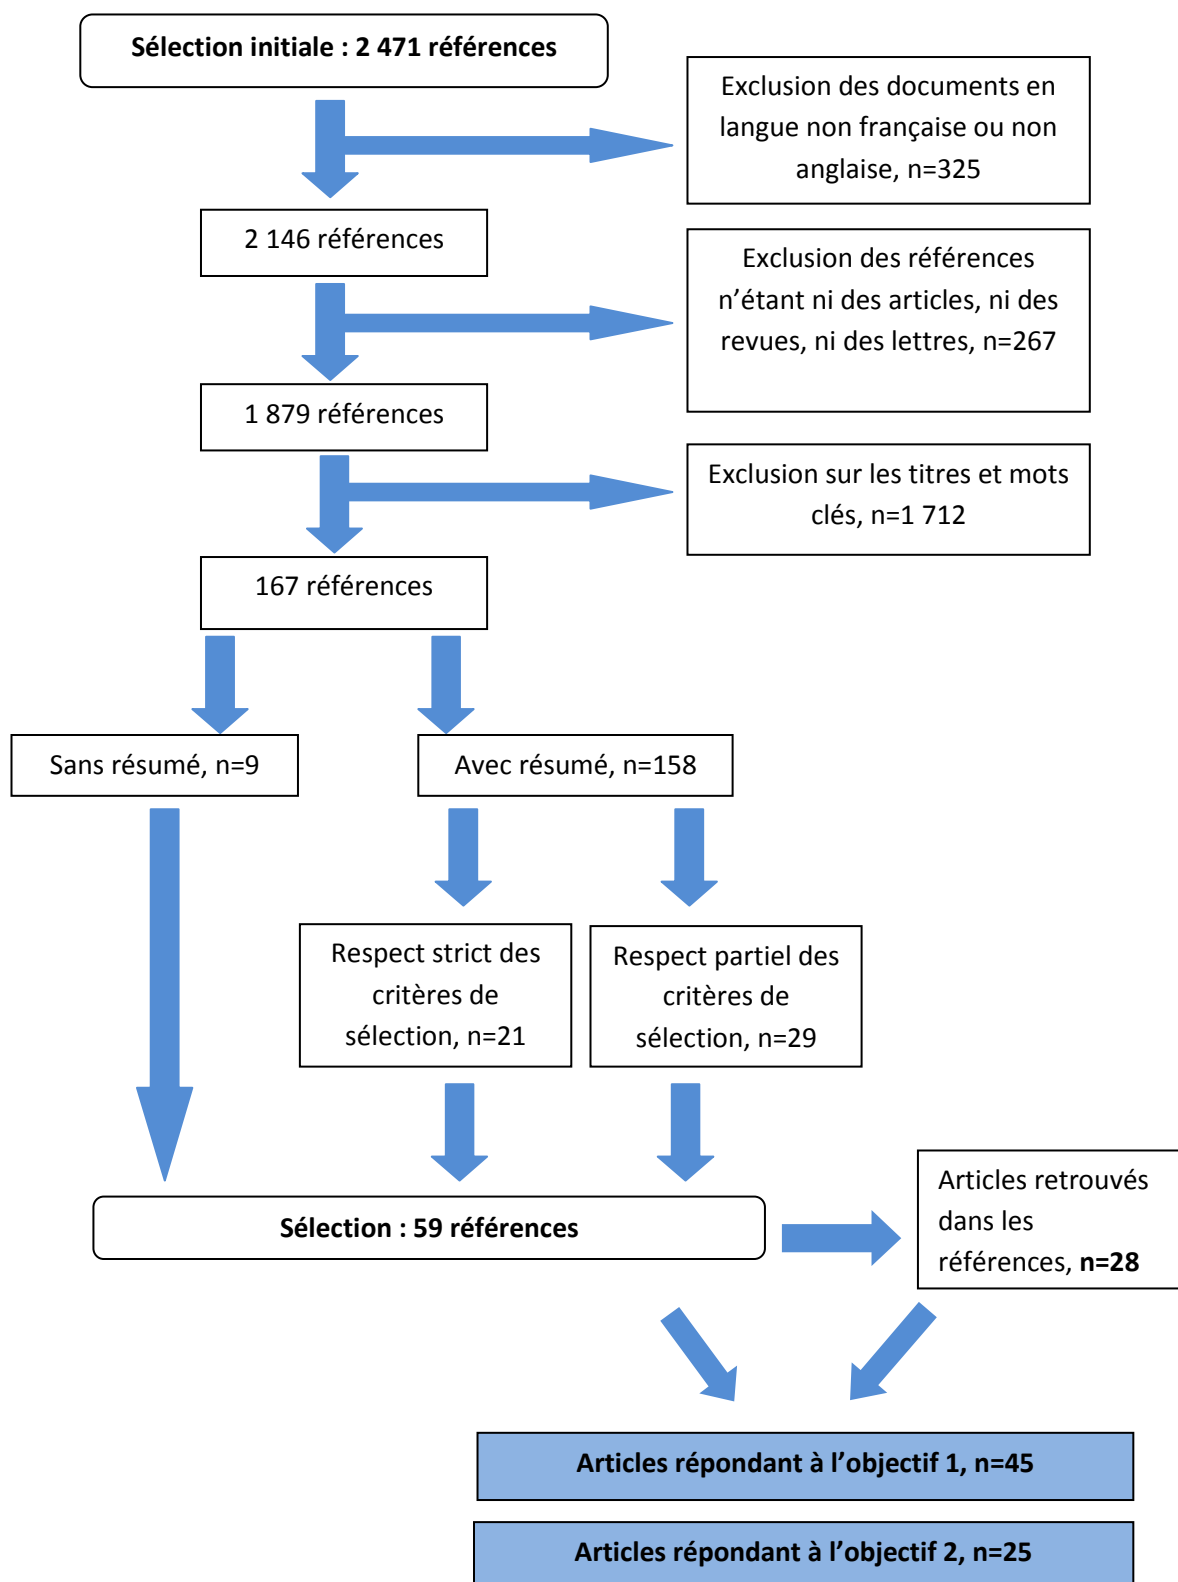 Sélection initiale : 2 471 références
Exclusion des documents en
langue non française ou non
anglaise, n=325
2 146 références
Exclusion des références
n’étant ni des articles, ni des
revues, ni des lettres, n=267
1 879 références
Exclusion sur les titres et mots
clés, n=1 712
167 références
Sans résumé, n=9
Avec résumé, n=158
Respect strict des
critères de
sélection, n=21
Respect partiel des
critères de
sélection, n=29
Sélection : 59 références
Articles retrouvés
dans les
références, n=28
Articles répondant à l’objectif 1, n=45
Articles répondant à l’objectif 2, n=25